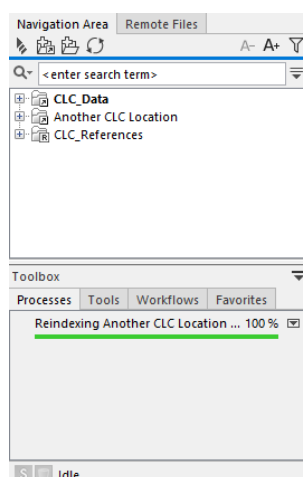 Navigation Area Remote Files
A- A+
<enter search term>
CLC_Data
Another CLC Location
R CLC_References
Toolbox
Processes Tools Workflows Favorites
Reindexing Another CLC Location ... 100 %
S Idle